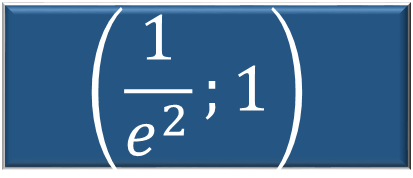 (1/e² ; 1)